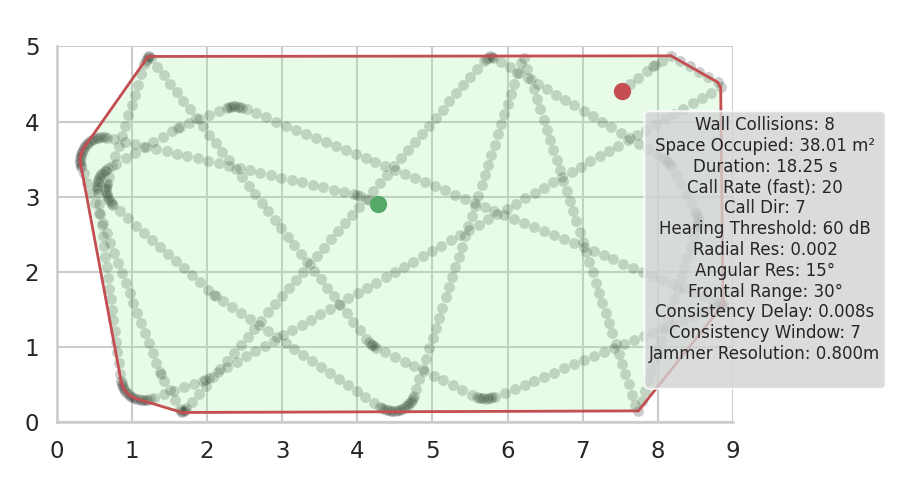 5
4
3
2
1
0
0 1 2 3 4 5 6 7 8 9
Wall Collisions: 8
Space Occupied: 38.01 m²
Duration: 18.25 s
Call Rate (fast): 20
Call Dir: 7
Hearing Threshold: 60 dB
Radial Res: 0.002
Angular Res: 15°
Frontal Range: 30°
Consistency Delay: 0.008s
Consistency Window: 7
Jammer Resolution: 0.800m